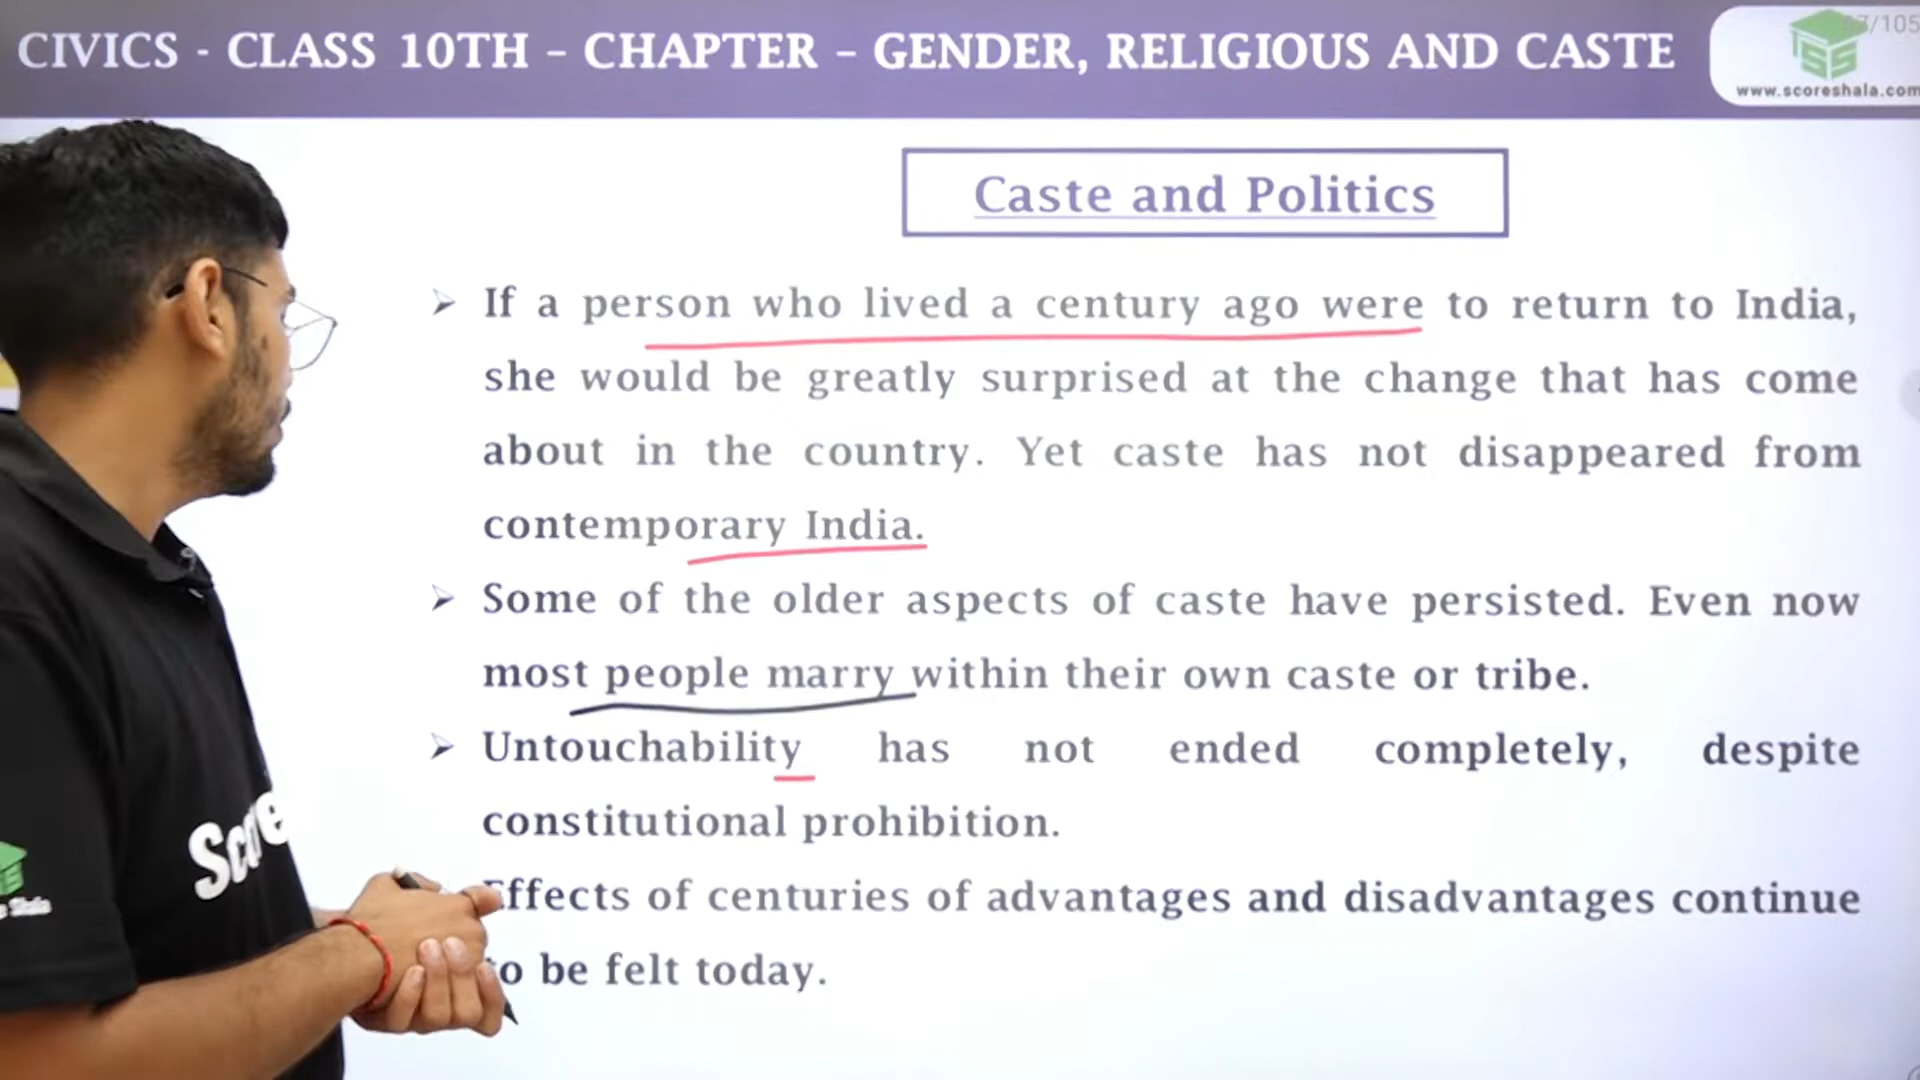 CIVICS - CLASS 10TH – CHAPTER – GENDER, RELIGIOUS AND CASTE
/105
www.scoreshala.com
Caste and Politics
➢ If a person who lived a century ago were to return to India,
she would be greatly surprised at the change that has come
about in the country. Yet caste has not disappeared from
contemporary India.
➢ Some of the older aspects of caste have persisted. Even now
most people marry within their own caste or tribe.
➢ Untouchability has not ended completely, despite
constitutional prohibition.
Effects of centuries of advantages and disadvantages continue
to be felt today.
Score